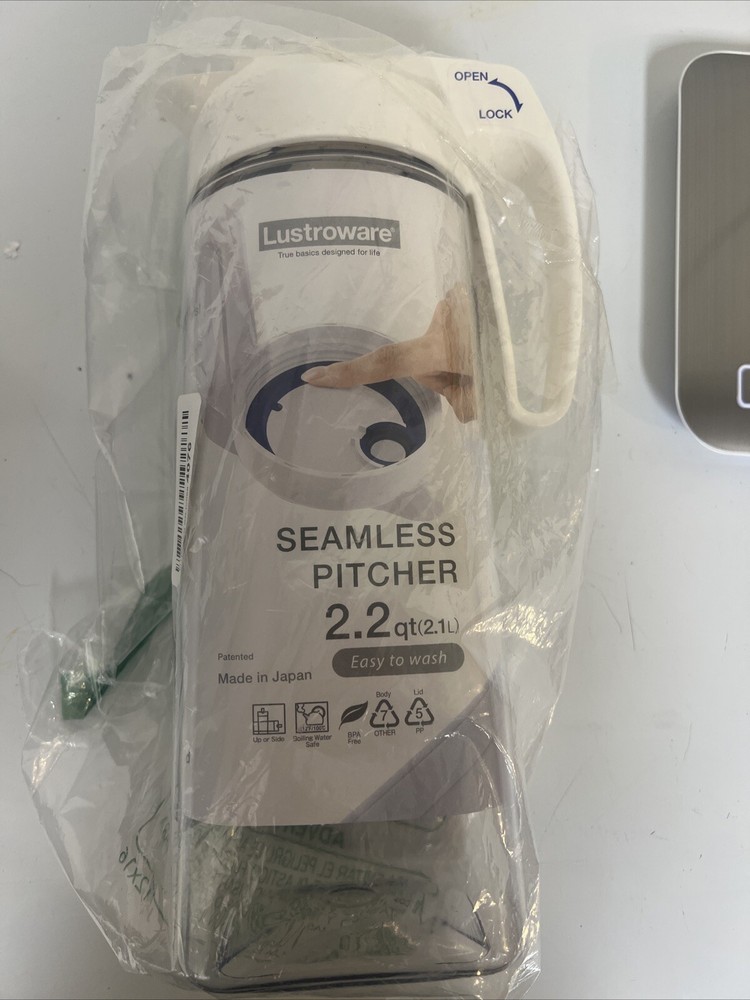 OPEN
LOCK
Lustroware®
True basics designed for life
SEAMLESS
PITCHER
2.2qt(2.1L)
Patented
Easy to wash
Made in Japan
Up or Side
Boiling Water
Safe
BPA
Free
Body
7
OTHER
Lid
5
PP
12X16